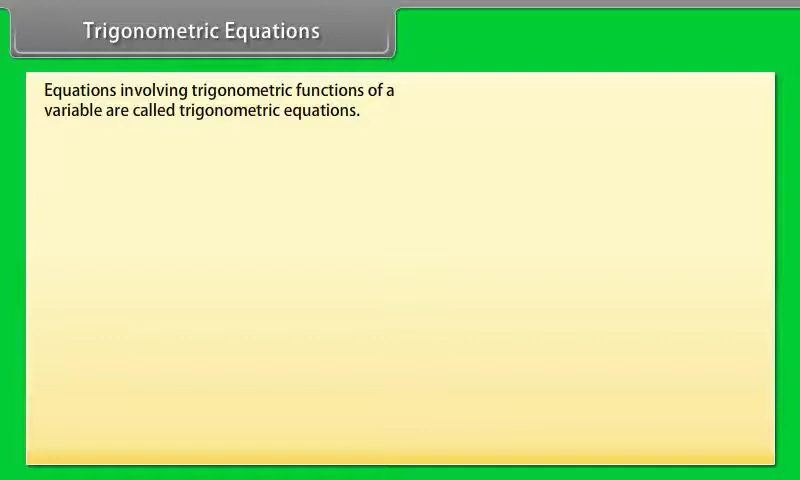 Trigonometric Equations
Equations involving trigonometric functions of a
variable are called trigonometric equations.